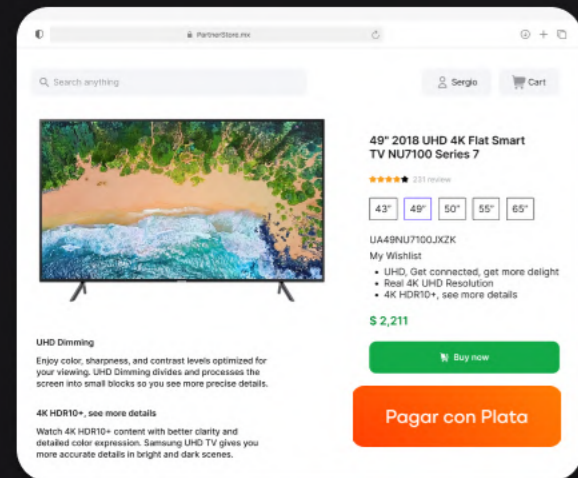 PartnerStore.mx
Search anything
Sergio
Cart
49" 2018 UHD 4K Flat Smart
TV NU7100 Series 7
231 review
43"
49"
50"
55"
65"
UA49NU7100JXZK
My Wishlist
• UHD, Get connected, get more delight
• Real 4K UHD Resolution
• 4K HDR10+, see more details
$ 2,211
Buy now
Pagar con Plata
UHD Dimming
Enjoy color, sharpness, and contrast levels optimized for
your viewing. UHD Dimming divides and processes the
screen into small blocks so you see more precise details.
4K HDR10+, see more details
Watch 4K HDR10+ content with better clarity and
detailed color expression. Samsung UHD TV gives you
more accurate details in bright and dark scenes.